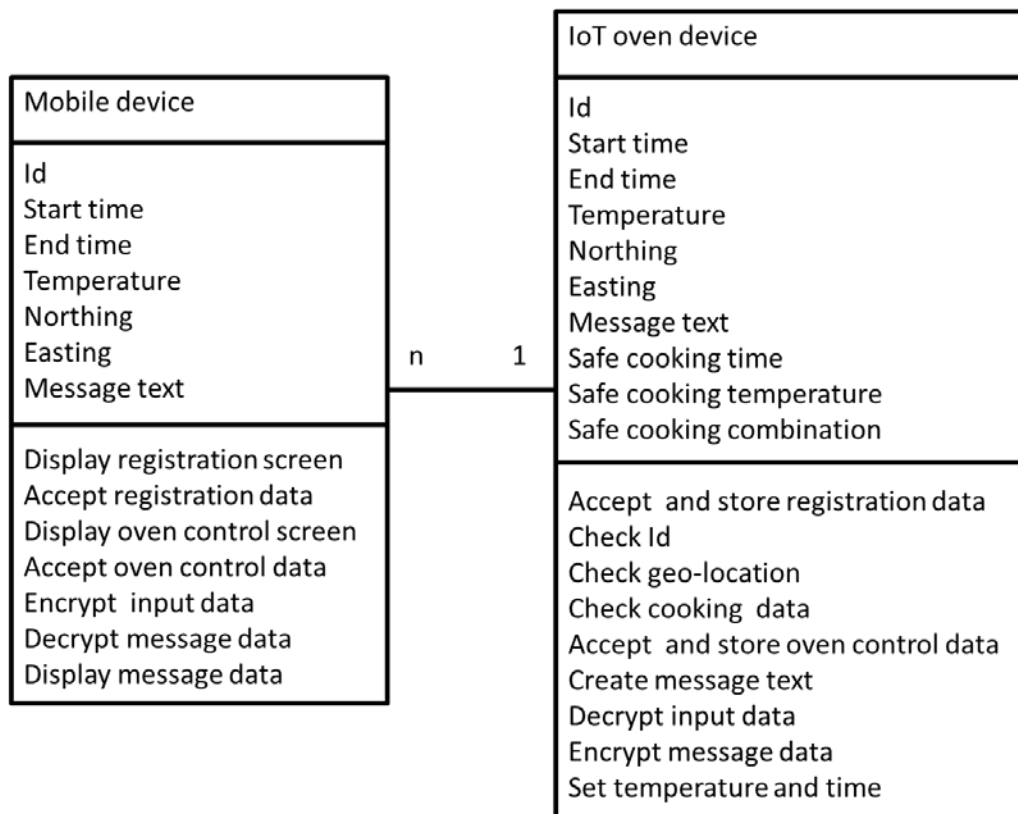 Mobile device
Id
Start time
End time
Temperature
Northing
Easting
Message text
Display registration screen
Accept registration data
Display oven control screen
Accept oven control data
Encrypt input data
Decrypt message data
Display message data
n 1
IoT oven device
Id
Start time
End time
Temperature
Northing
Easting
Message text
Safe cooking time
Safe cooking temperature
Safe cooking combination
Accept and store registration data
Check Id
Check geo-location
Check cooking data
Accept and store oven control data
Create message text
Decrypt input data
Encrypt message data
Set temperature and time